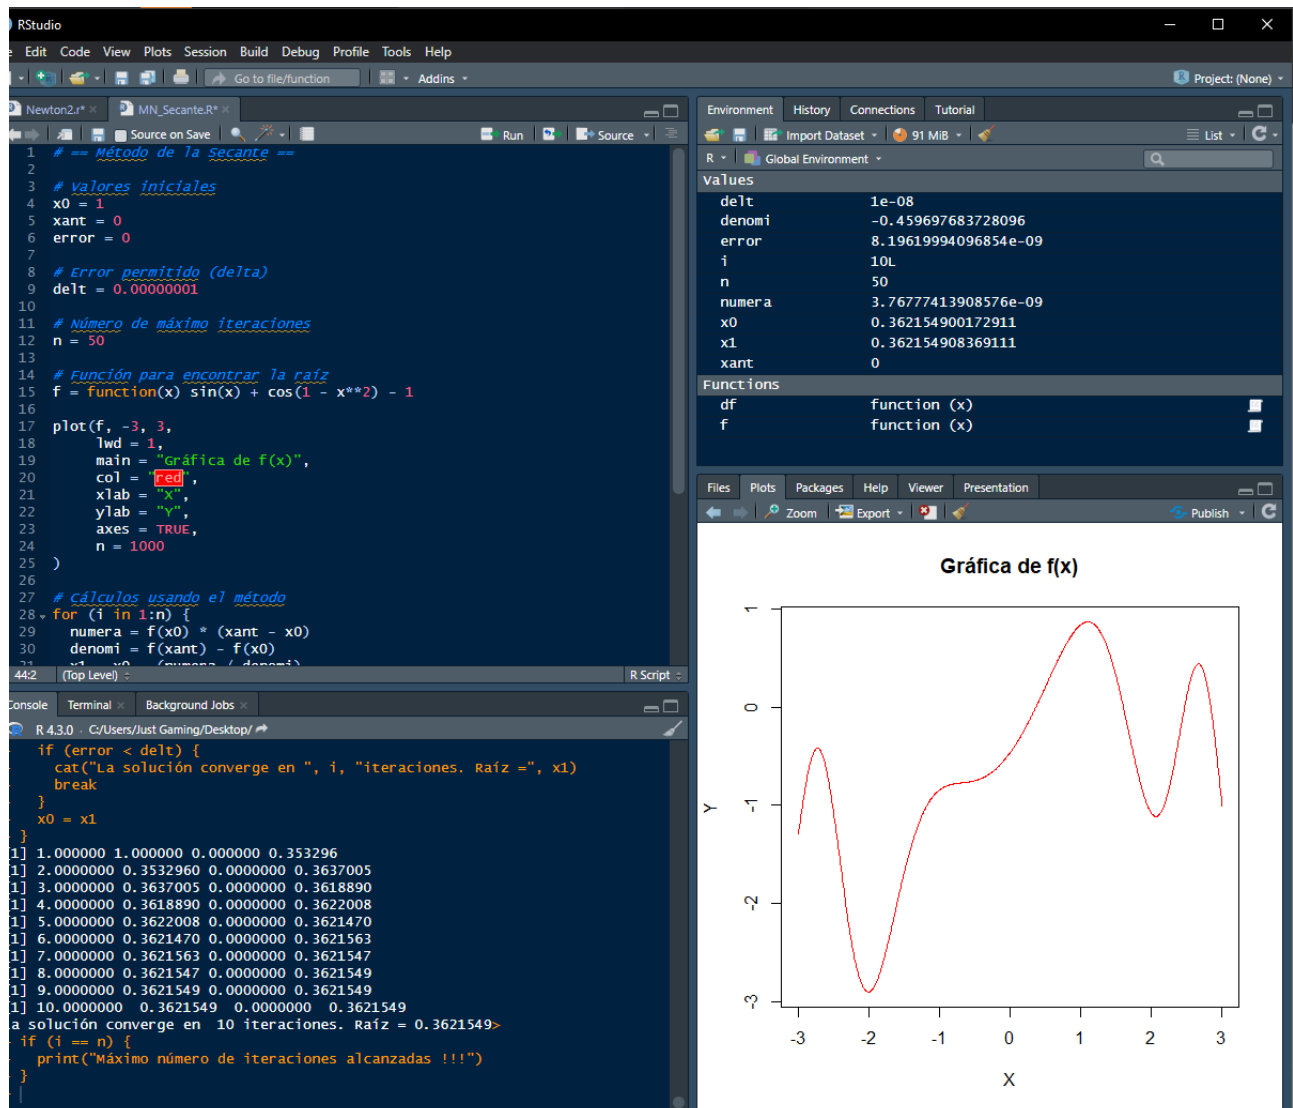 RStudio
Edit Code View Plots Session Build Debug Profile Tools Help
Go to file/function Addins Project: (None)
Newton2.r* MN_Secante.R*
Source on Save Run Source
1 # == Método de la Secante ==
2
3 # Valores iniciales
4 x0 = 1
5 xant = 0
6 error = 0
7
8 # Error permitido (delta)
9 delt = 0.00000001
10
11 # Número de máximo iteraciones
12 n = 50
13
14 # Función para encontrar la raíz
15 f = function(x) sin(x) + cos(1 - x**2) - 1
16
17 plot(f, -3, 3,
18 lwd = 1,
19 main = "Gráfica de f(x)",
20 col = "red",
21 xlab = "X",
22 ylab = "Y",
23 axes = TRUE,
24 n = 1000
25 )
26
27 # Cálculos usando el método
28 for (i in 1:n) {
29 numera = f(x0) * (xant - x0)
30 denomi = f(xant) - f(x0)
31 x1 = x0 - (numera / denomi)
44:2 (Top Level) R Script
Console Terminal Background Jobs
R 4.3.0 · C:/Users/Just Gaming/Desktop/
if (error < delt) {
cat("La solución converge en ", i, "iteraciones. Raíz =", x1)
break
}
x0 = x1
}
[1] 1.000000 1.000000 0.000000 0.353296
[1] 2.0000000 0.3532960 0.0000000 0.3637005
[1] 3.0000000 0.3637005 0.0000000 0.3618890
[1] 4.0000000 0.3618890 0.0000000 0.3622008
[1] 5.0000000 0.3622008 0.0000000 0.3621470
[1] 6.0000000 0.3621470 0.0000000 0.3621563
[1] 7.0000000 0.3621563 0.0000000 0.3621547
[1] 8.0000000 0.3621547 0.0000000 0.3621549
[1] 9.0000000 0.3621549 0.0000000 0.3621549
[1] 10.0000000 0.3621549 0.0000000 0.3621549
La solución converge en 10 iteraciones. Raíz = 0.3621549>
if (i == n) {
print("Máximo número de iteraciones alcanzadas !!!")
}
Environment History Connections Tutorial
Import Dataset 91 MiB List
R Global Environment
Values
delt 1e-08
denomi -0.459697683728096
error 8.19619994096854e-09
i 10L
n 50
numera 3.76777413908576e-09
x0 0.362154900172911
x1 0.362154908369111
xant 0
Functions
df function (x)
f function (x)
Files Plots Packages Help Viewer Presentation
Zoom Export Publish
Gráfica de f(x)
1
0
-1
-2
-3
Y
-3 -2 -1 0 1 2 3
X